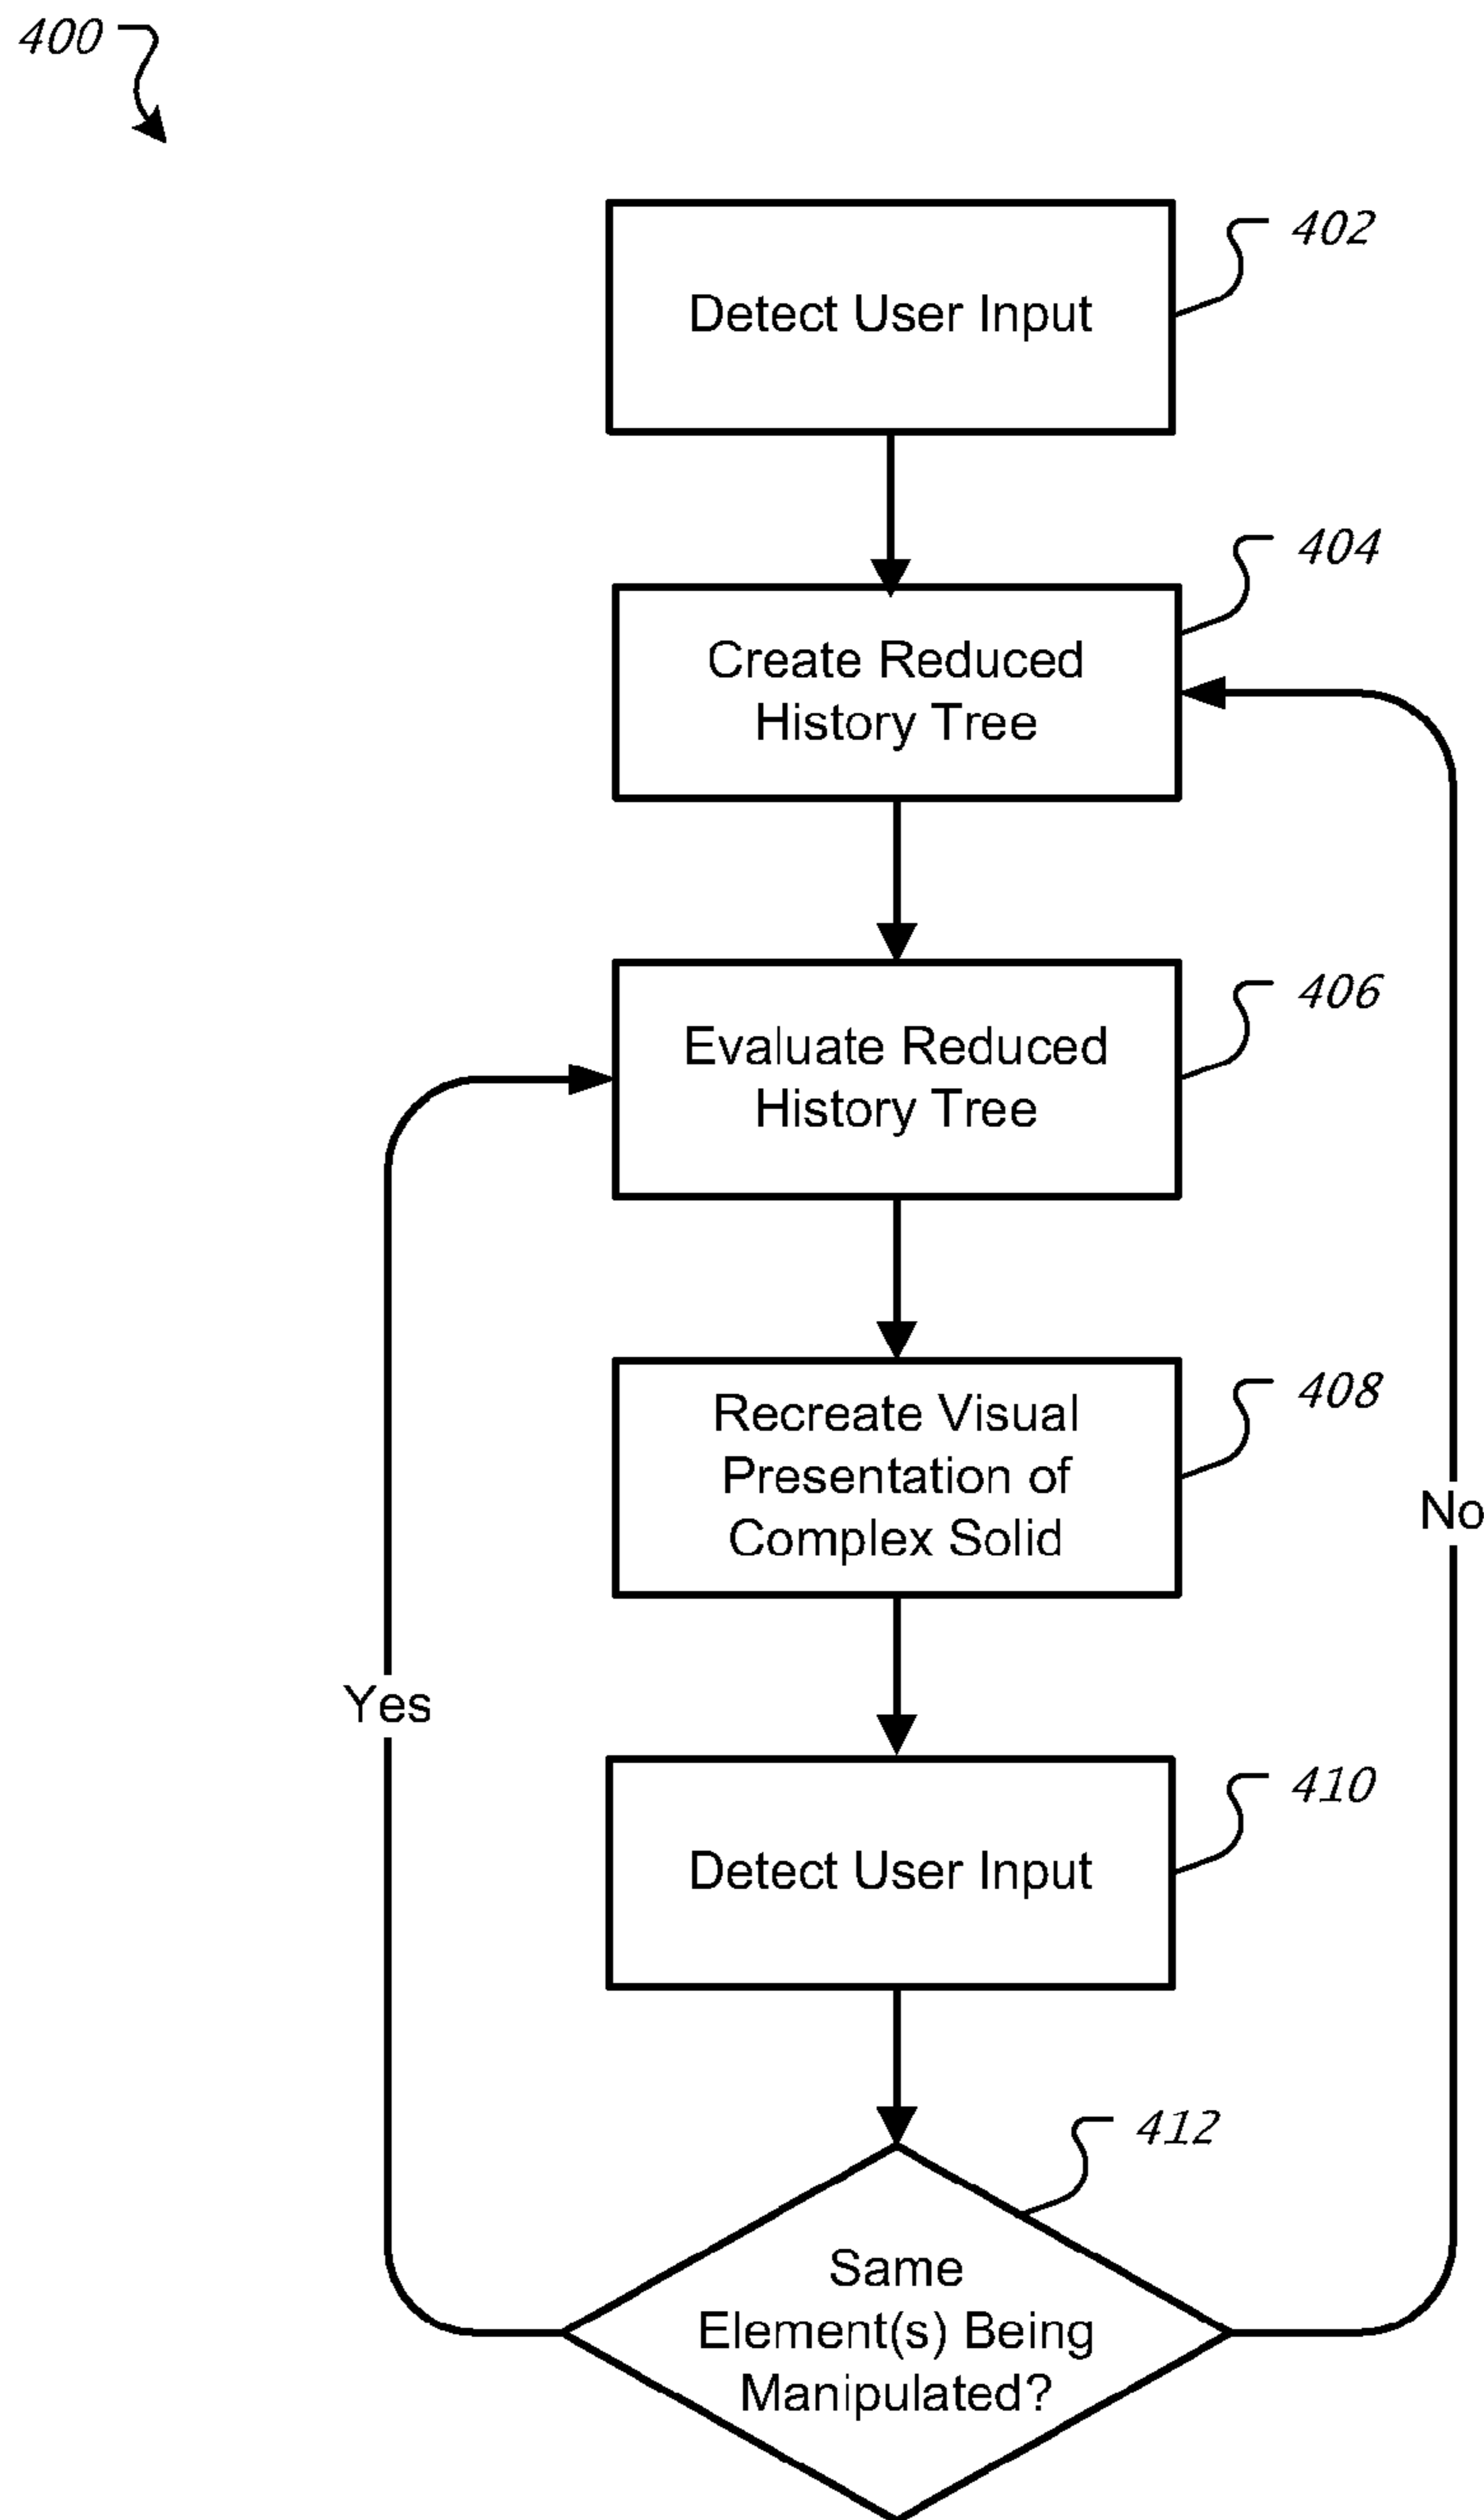 400
402
Detect User Input
404
Create Reduced
History Tree
406
Evaluate Reduced
History Tree
408
Recreate Visual
Presentation of
Complex Solid
No
Yes
410
Detect User Input
412
Same
Element(s) Being
Manipulated?